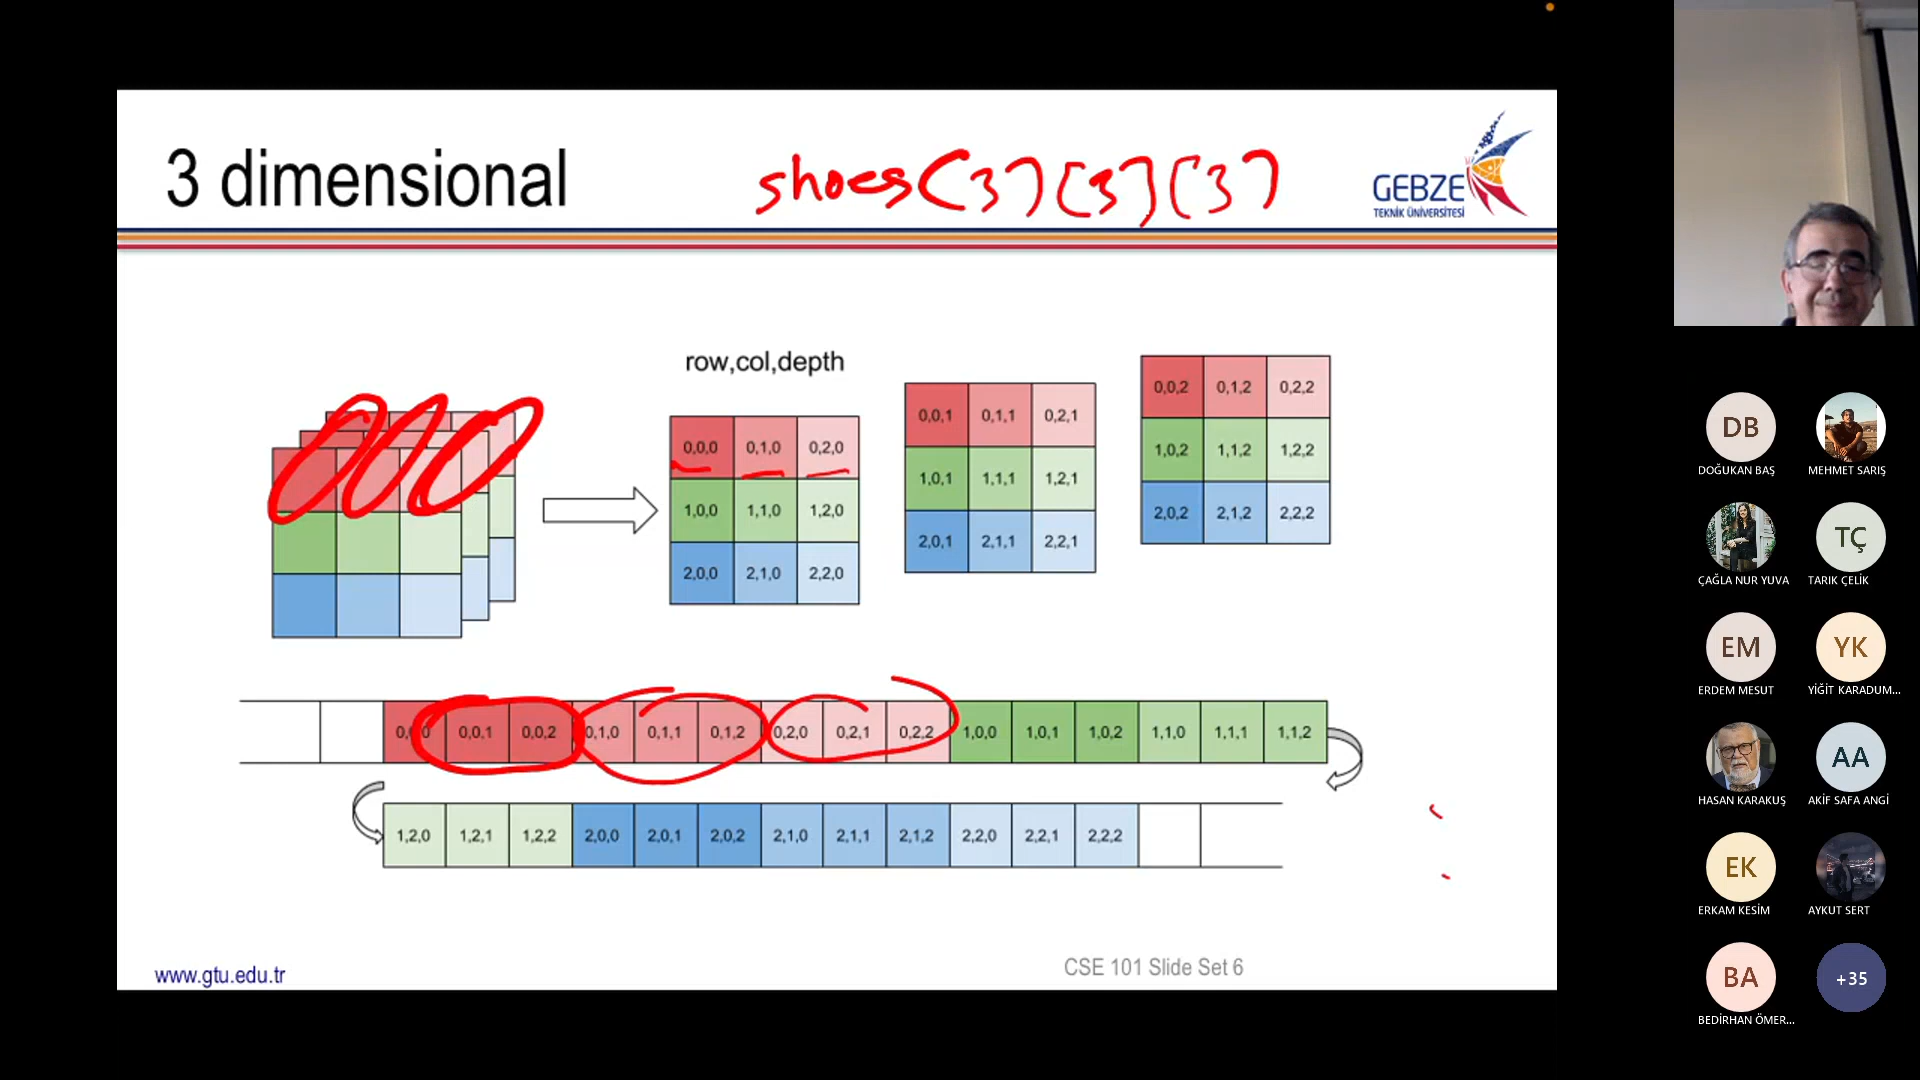 3 dimensional
shoes[3][3][3]
GEBZE
TEKNİK ÜNİVERSİTESİ
row,col,depth
0,0,0 0,1,0 0,2,0
1,0,0 1,1,0 1,2,0
2,0,0 2,1,0 2,2,0
0,0,1 0,1,1 0,2,1
1,0,1 1,1,1 1,2,1
2,0,1 2,1,1 2,2,1
0,0,2 0,1,2 0,2,2
1,0,2 1,1,2 1,2,2
2,0,2 2,1,2 2,2,2
0,0,0 0,0,1 0,0,2 0,1,0 0,1,1 0,1,2 0,2,0 0,2,1 0,2,2 1,0,0 1,0,1 1,0,2 1,1,0 1,1,1 1,1,2
1,2,0 1,2,1 1,2,2 2,0,0 2,0,1 2,0,2 2,1,0 2,1,1 2,1,2 2,2,0 2,2,1 2,2,2
www.gtu.edu.tr
CSE 101 Slide Set 6
DB
DOĞUKAN BAŞ
MEHMET SARIŞ
ÇAĞLA NUR YUVA
TÇ
TARIK ÇELİK
EM
ERDEM MESUT
YK
YİĞİT KARADUM...
HASAN KARAKUŞ
AA
AKİF SAFA ANGİ
EK
ERKAM KESİM
AYKUT SERT
BA
BEDİRHAN ÖMER...
+35